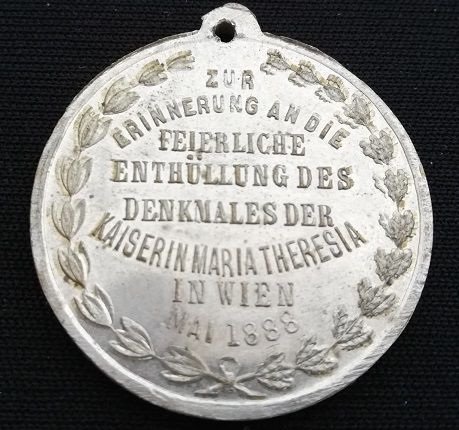 ZUR
ERINNERUNG AN DIE
FEIERLICHE
ENTHÜLLUNG DES
DENKMALES DER
KAISERIN MARIA THERESIA
IN WIEN
MAI 1888